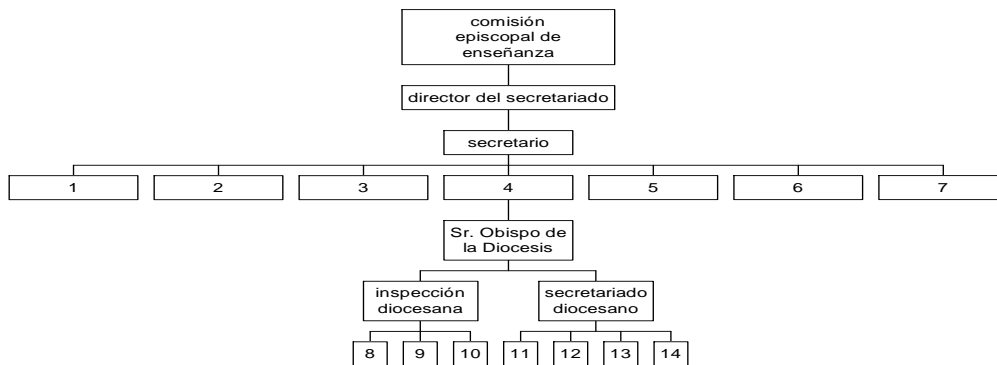 comisión
episcopal de
enseñanza
director del secretariado
secretario
1 2 3 4 5 6 7
Sr. Obispo de
la Diocesis
inspección
diocesana
secretariado
diocesano
8 9 10 11 12 13 14